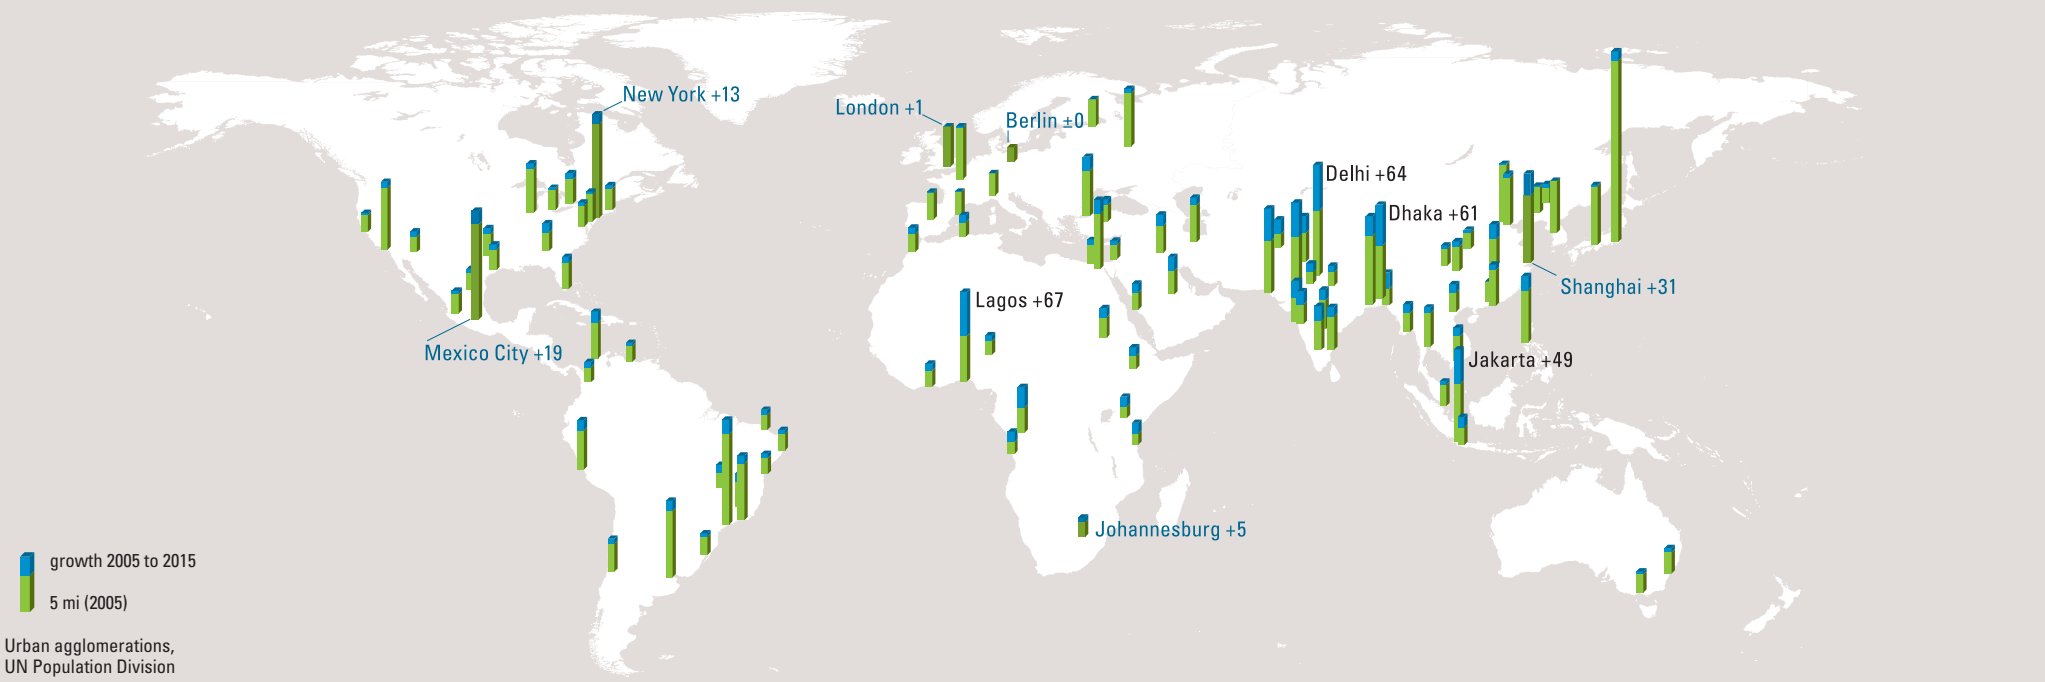 New York +13
London +1
Berlin ±0
Delhi +64
Dhaka +61
Shanghai +31
Lagos +67
Mexico City +19
Jakarta +49
Johannesburg +5
growth 2005 to 2015
5 mi (2005)
Urban agglomerations,
UN Population Division